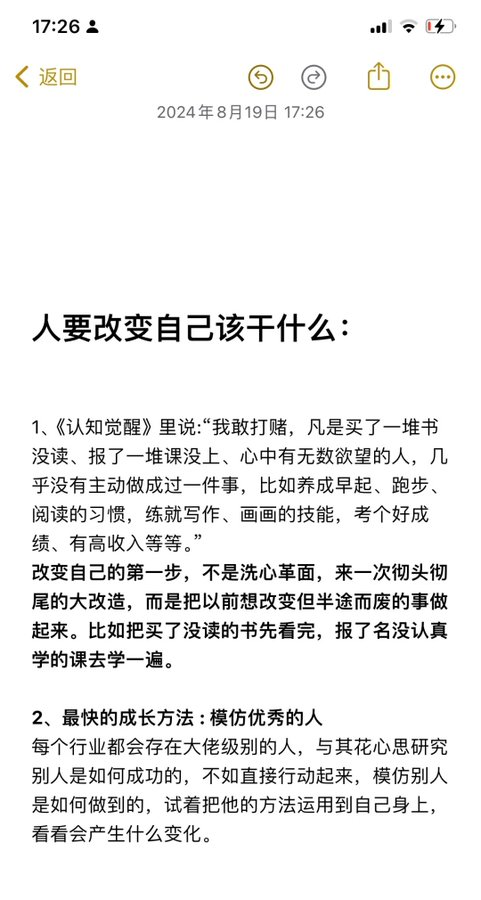 17:26
返回
2024年8月19日 17:26
人要改变自己该干什么：
1、《认知觉醒》里说:“我敢打赌，凡是买了一堆书
没读、报了一堆课没上、心中有无数欲望的人，几
乎没有主动做成过一件事，比如养成早起、跑步、
阅读的习惯，练就写作、画画的技能，考个好成
绩、有高收入等等。”
改变自己的第一步，不是洗心革面，来一次彻头彻
尾的大改造，而是把以前想改变但半途而废的事做
起来。比如把买了没读的书先看完，报了名没认真
学的课去学一遍。
2、最快的成长方法 : 模仿优秀的人
每个行业都会存在大佬级别的人，与其花心思研究
别人是如何成功的，不如直接行动起来，模仿别人
是如何做到的，试着把他的方法运用到自己身上，
看看会产生什么变化。